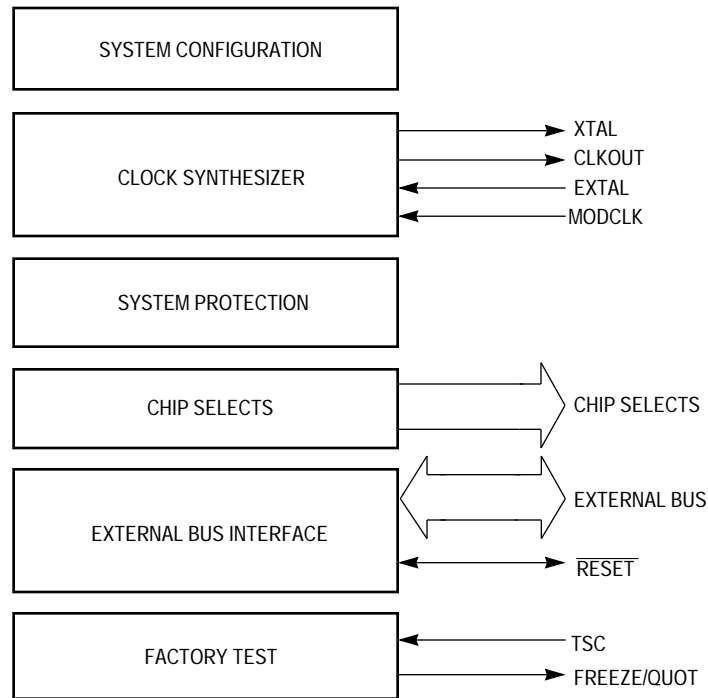 SYSTEM CONFIGURATION
CLOCK SYNTHESIZER
XTAL
CLKOUT
EXTAL
MODCLK
SYSTEM PROTECTION
CHIP SELECTS
CHIP SELECTS
EXTERNAL BUS INTERFACE
EXTERNAL BUS
RESET
FACTORY TEST
TSC
FREEZE/QUOT